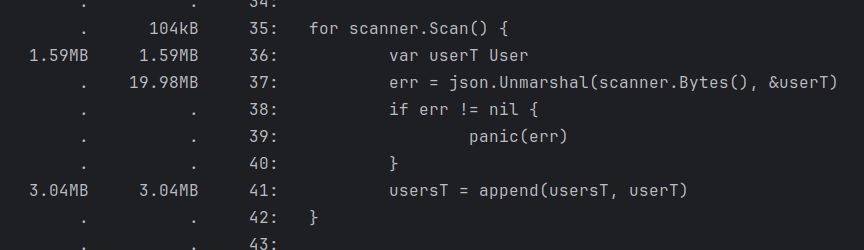 .          .     34:
.      104kB     35:   for scanner.Scan() {
1.59MB     1.59MB     36:           var userT User
.    19.98MB     37:           err = json.Unmarshal(scanner.Bytes(), &userT)
.          .     38:           if err != nil {
.          .     39:                   panic(err)
.          .     40:           }
3.04MB     3.04MB     41:           usersT = append(usersT, userT)
.          .     42:   }
.          .     43: